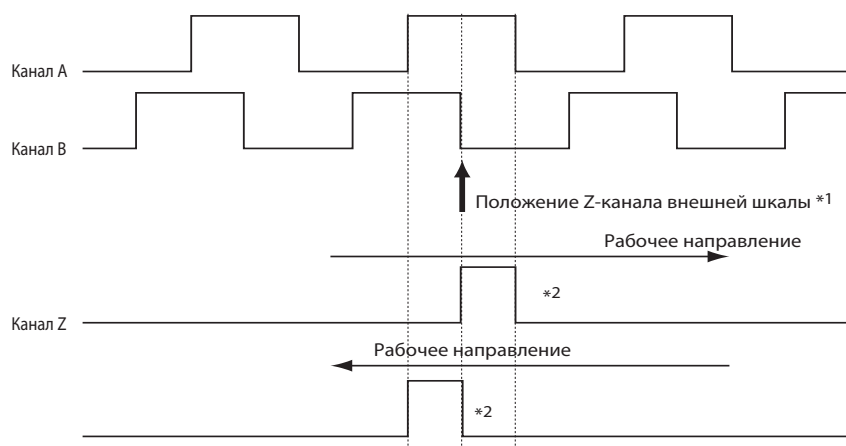 Канал A
Канал B
Положение Z-канала внешней шкалы *1
Рабочее направление
*2
Канал Z
Рабочее направление
*2